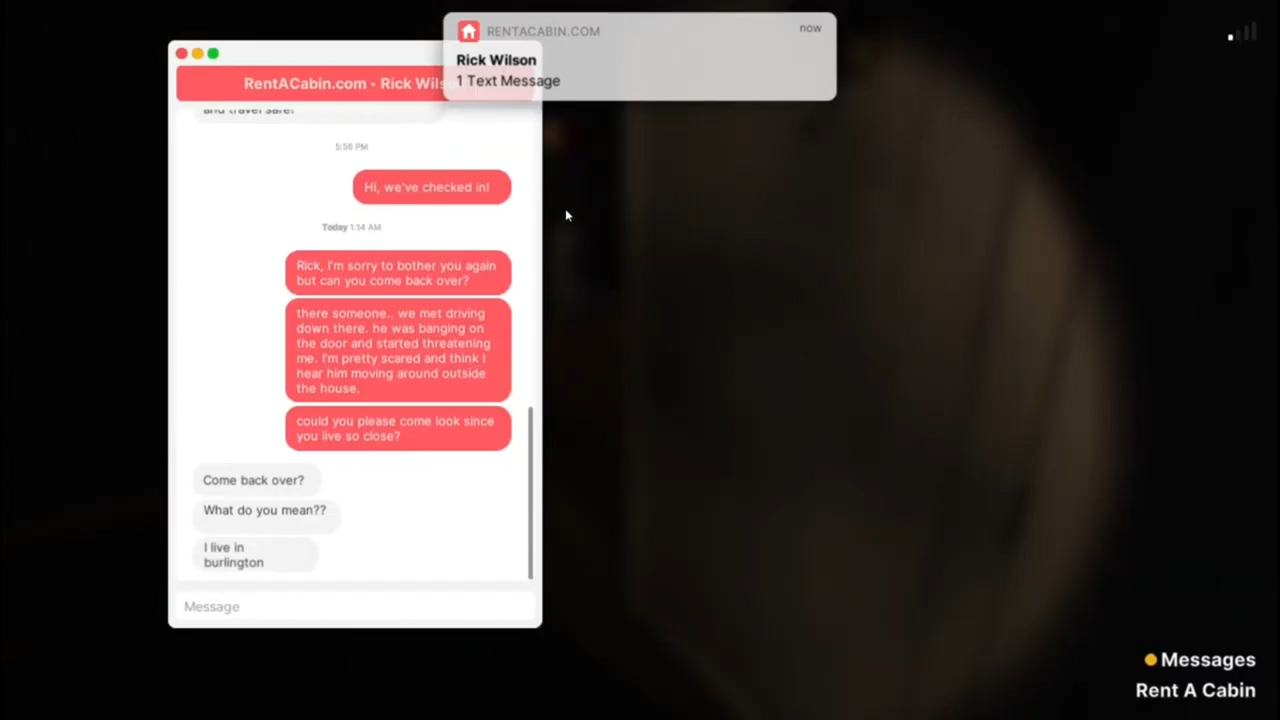 RENTACABIN.COM
now
Rick Wilson
1 Text Message
RentACabin.com • Rick Wils
and travel safe!
5:56 PM
Hi, we've checked in!
Today 1:14 AM
Rick, I'm sorry to bother you again
but can you come back over?
there someone.. we met driving
down there. he was banging on
the door and started threatening
me. I'm pretty scared and think I
hear him moving around outside
the house.
could you please come look since
you live so close?
Come back over?
What do you mean??
I live in
burlington
Message
Messages
Rent A Cabin